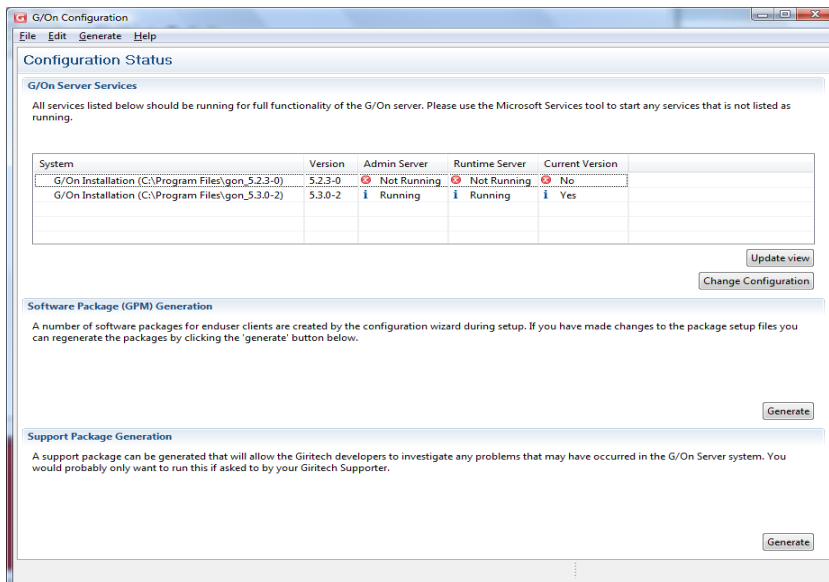 G/On Configuration
File Edit Generate Help
Configuration Status
G/On Server Services
All services listed below should be running for full functionality of the G/On server. Please use the Microsoft Services tool to start any services that is not listed as
running.
System Version Admin Server Runtime Server Current Version
G/On Installation (C:\Program Files\gon_5.2.3-0) 5.2.3-0 Not Running Not Running No
G/On Installation (C:\Program Files\gon_5.3.0-2) 5.3.0-2 Running Running Yes
Update view
Change Configuration
Software Package (GPM) Generation
A number of software packages for enduser clients are created by the configuration wizard during setup. If you have made changes to the package setup files you
can regenerate the packages by clicking the 'generate' button below.
Generate
Support Package Generation
A support package can be generated that will allow the Giritech developers to investigate any problems that may have occurred in the G/On Server system. You
would probably only want to run this if asked to by your Giritech Supporter.
Generate